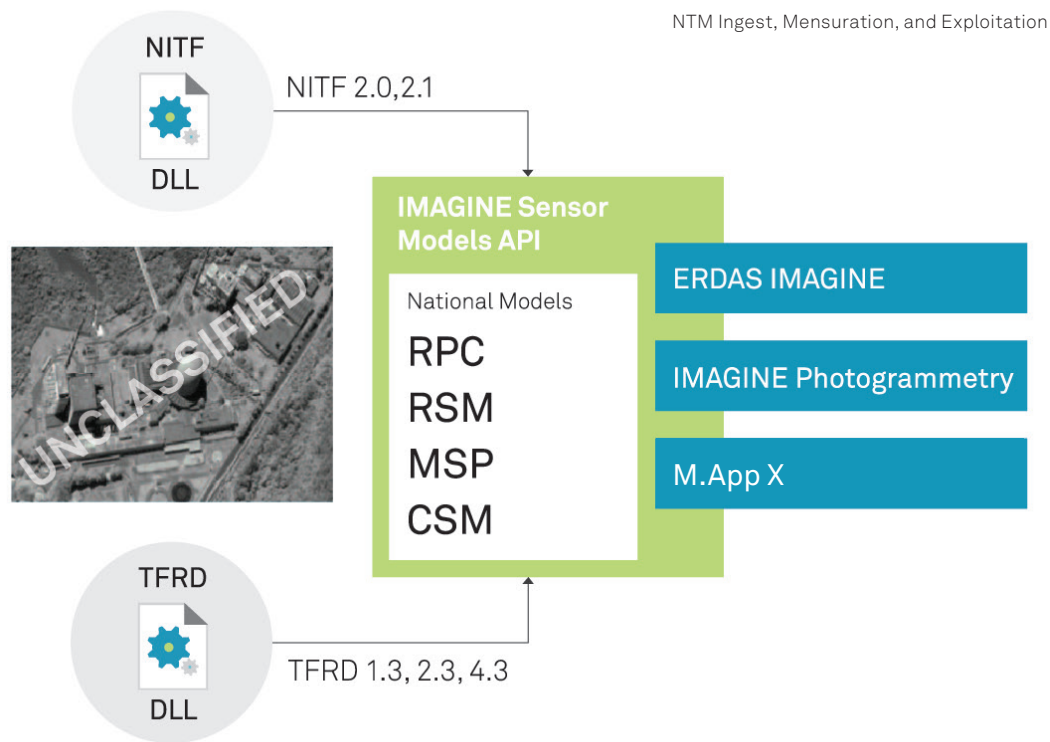 NTM Ingest, Mensuration, and Exploitation
NITF
DLL
NITF 2.0,2.1
IMAGINE Sensor
Models API
National Models
RPC
RSM
MSP
CSM
ERDAS IMAGINE
IMAGINE Photogrammetry
M.App X
UNCLASSIFIED
TFRD
DLL
TFRD 1.3, 2.3, 4.3